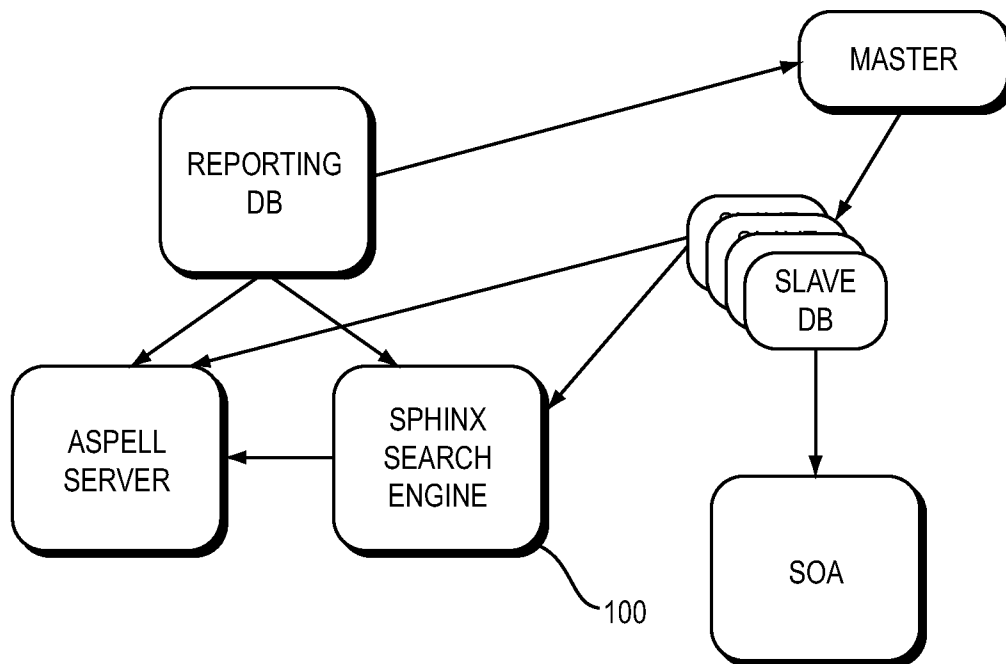 MASTER
REPORTING
DB
SLAVE
DB
ASPELL
SERVER
SPHINX
SEARCH
ENGINE
SOA
100